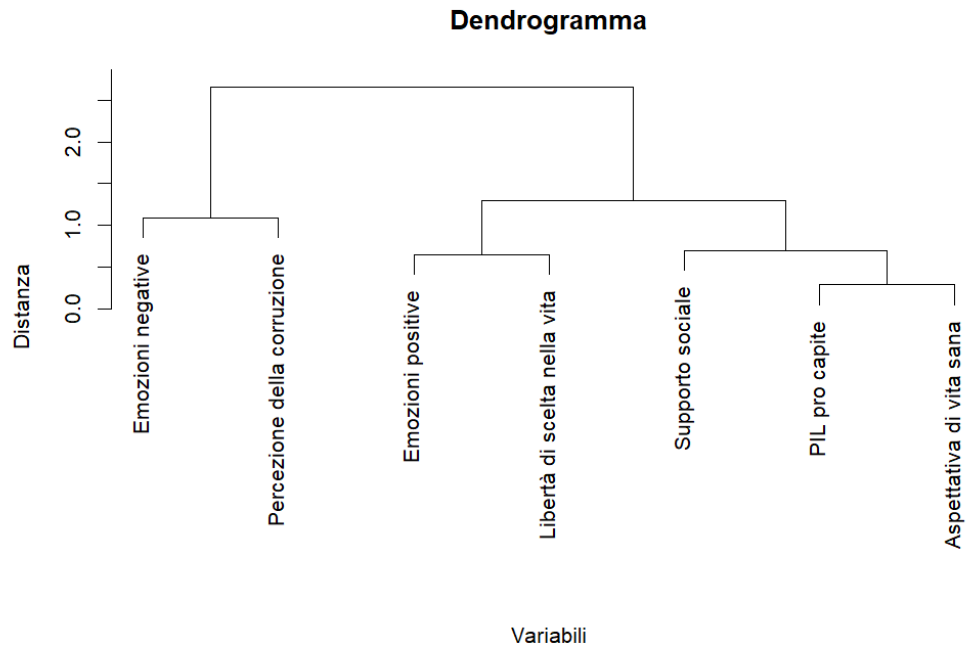 Dendrogramma
Distanza
0.0
1.0
2.0
Emozioni negative
Percezione della corruzione
Emozioni positive
Libertà di scelta nella vita
Supporto sociale
PIL pro capite
Aspettativa di vita sana
Variabili